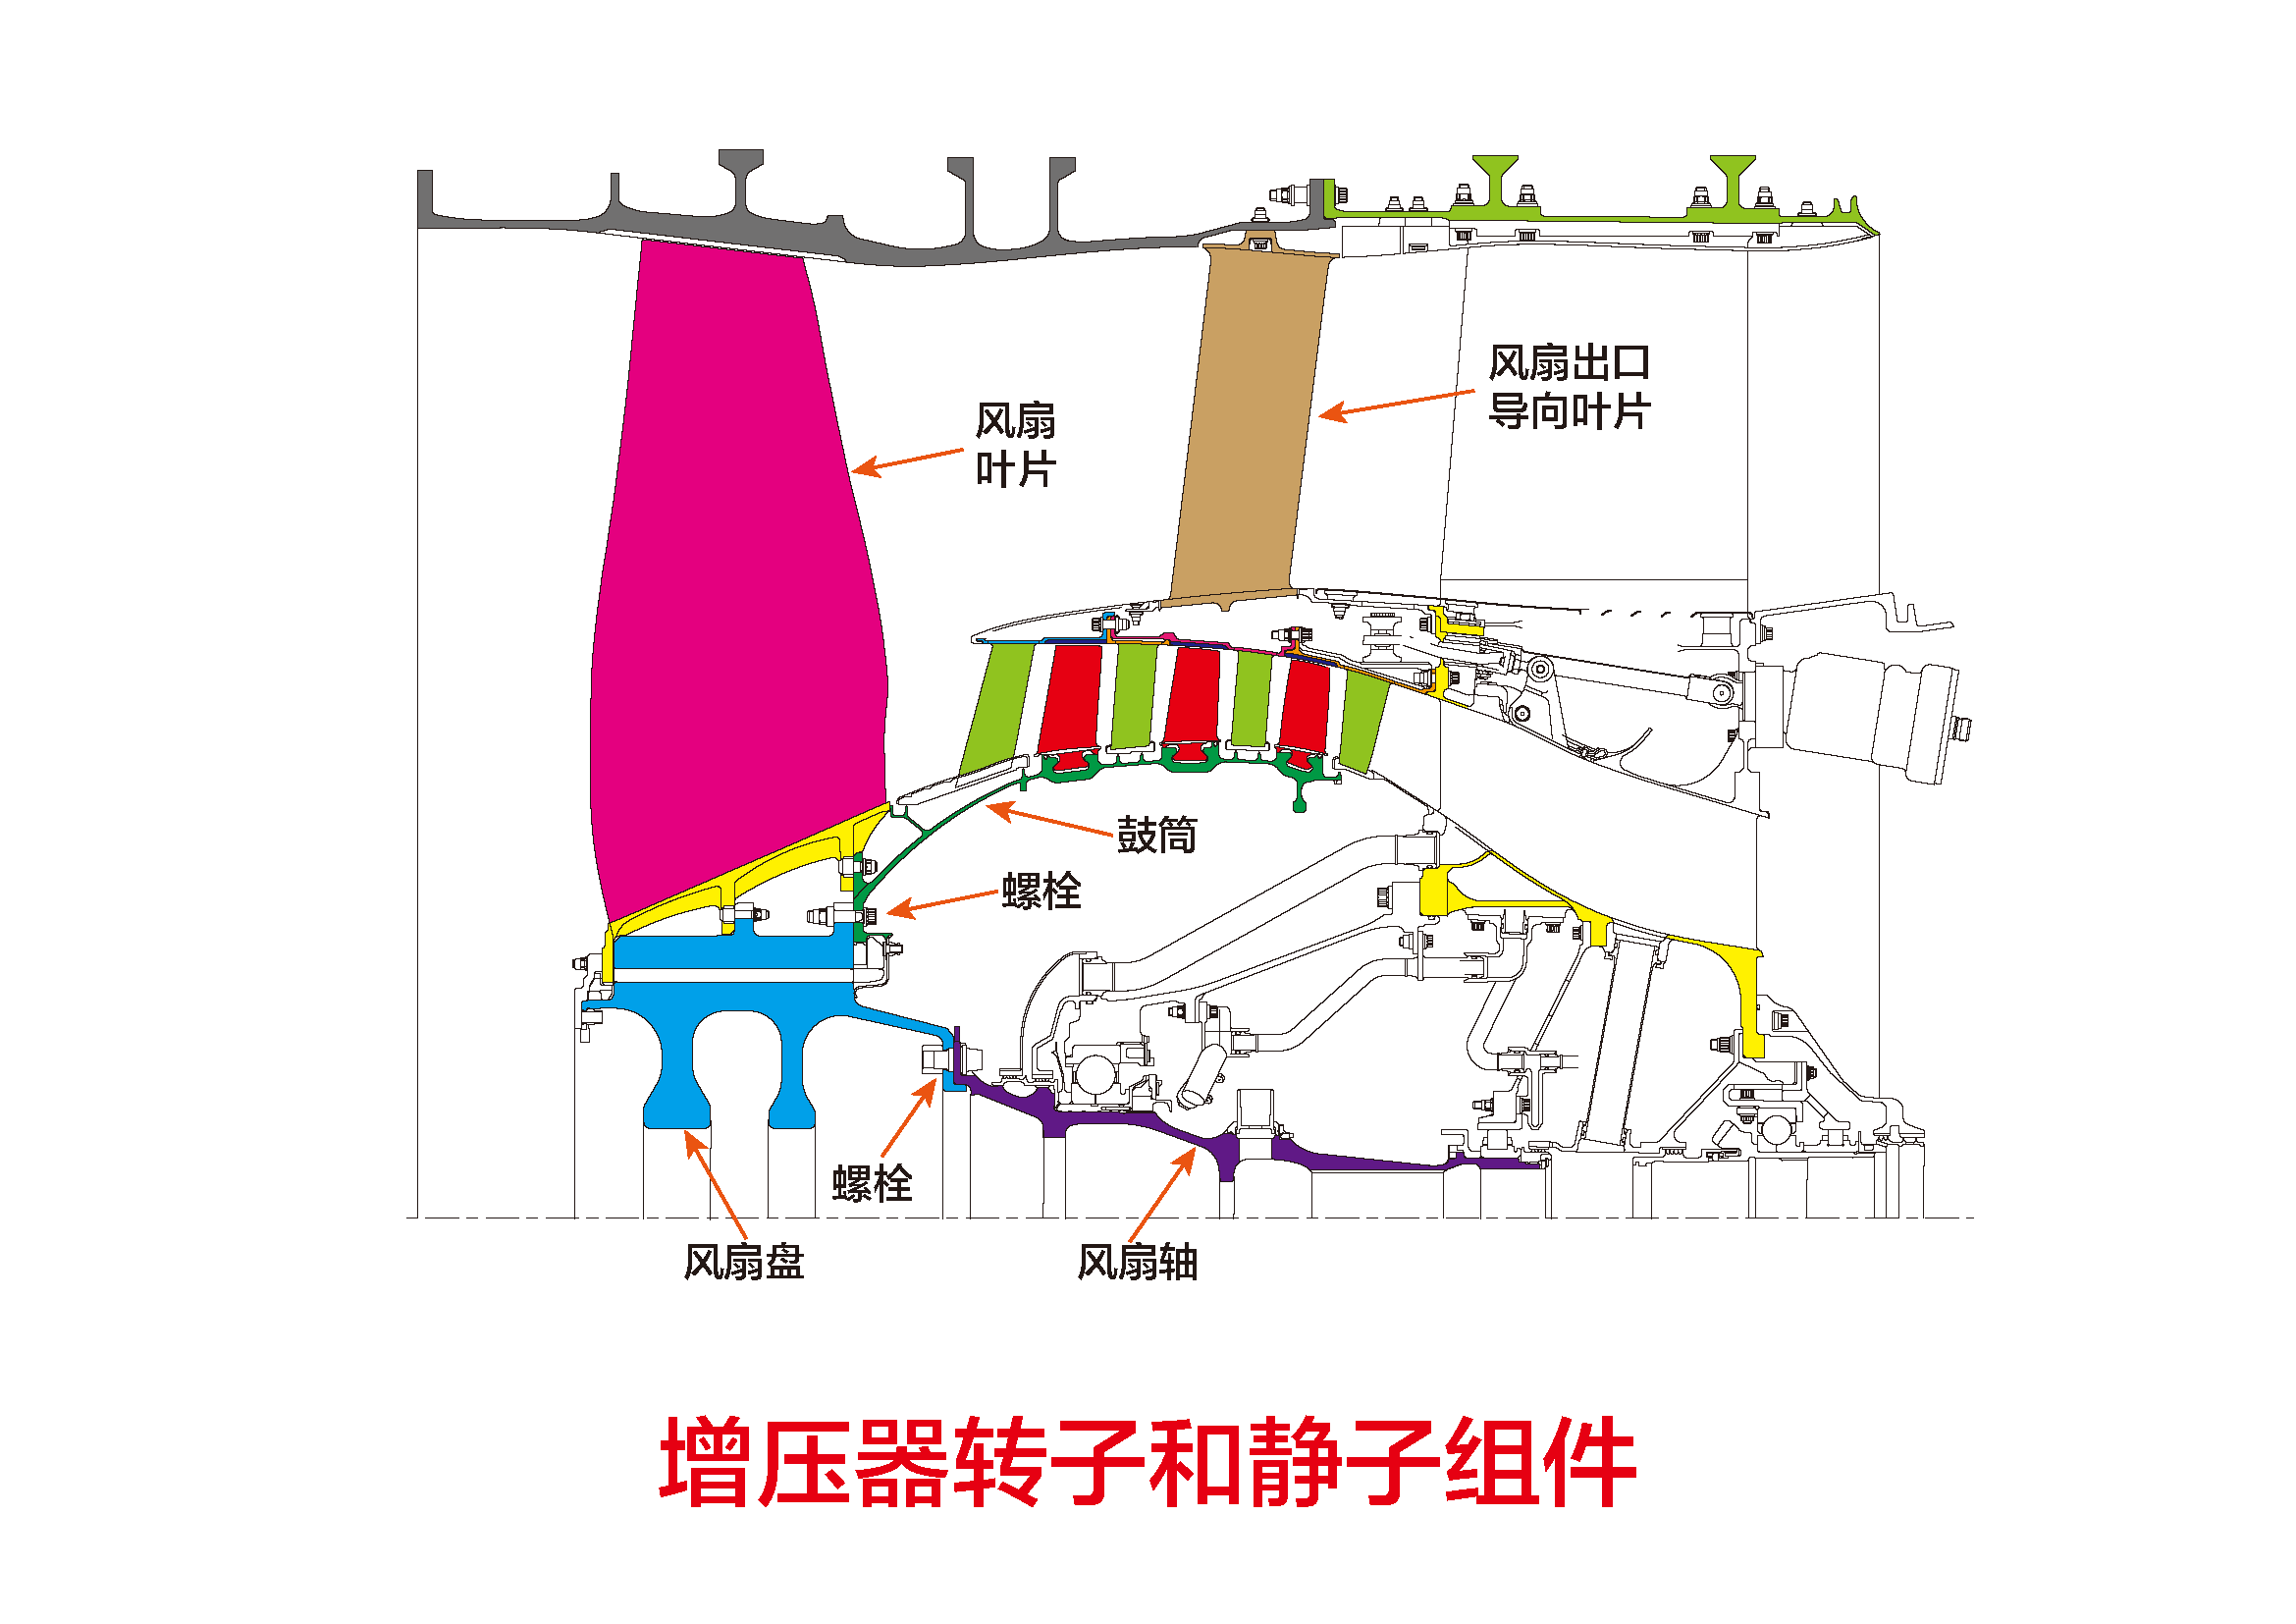 风扇出口
导向叶片
风扇
叶片
鼓筒
螺栓
螺栓
风扇盘
风扇轴
增压器转子和静子组件